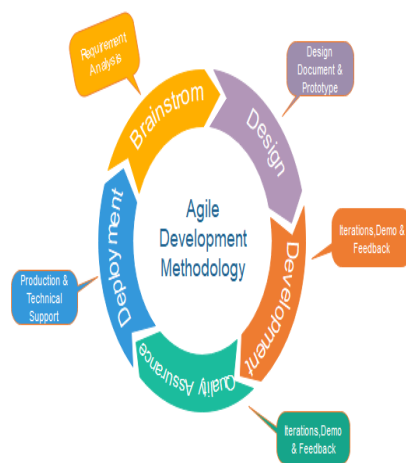 Requirement
Analysis
Brainstrom
Design
Document &
Prototype
Design
Agile
Development
Methodology
Development
Iterations,Demo &
Feedback
Deployment
Production &
Technical
Support
Quality Assurance
Iterations,Demo
& Feedback